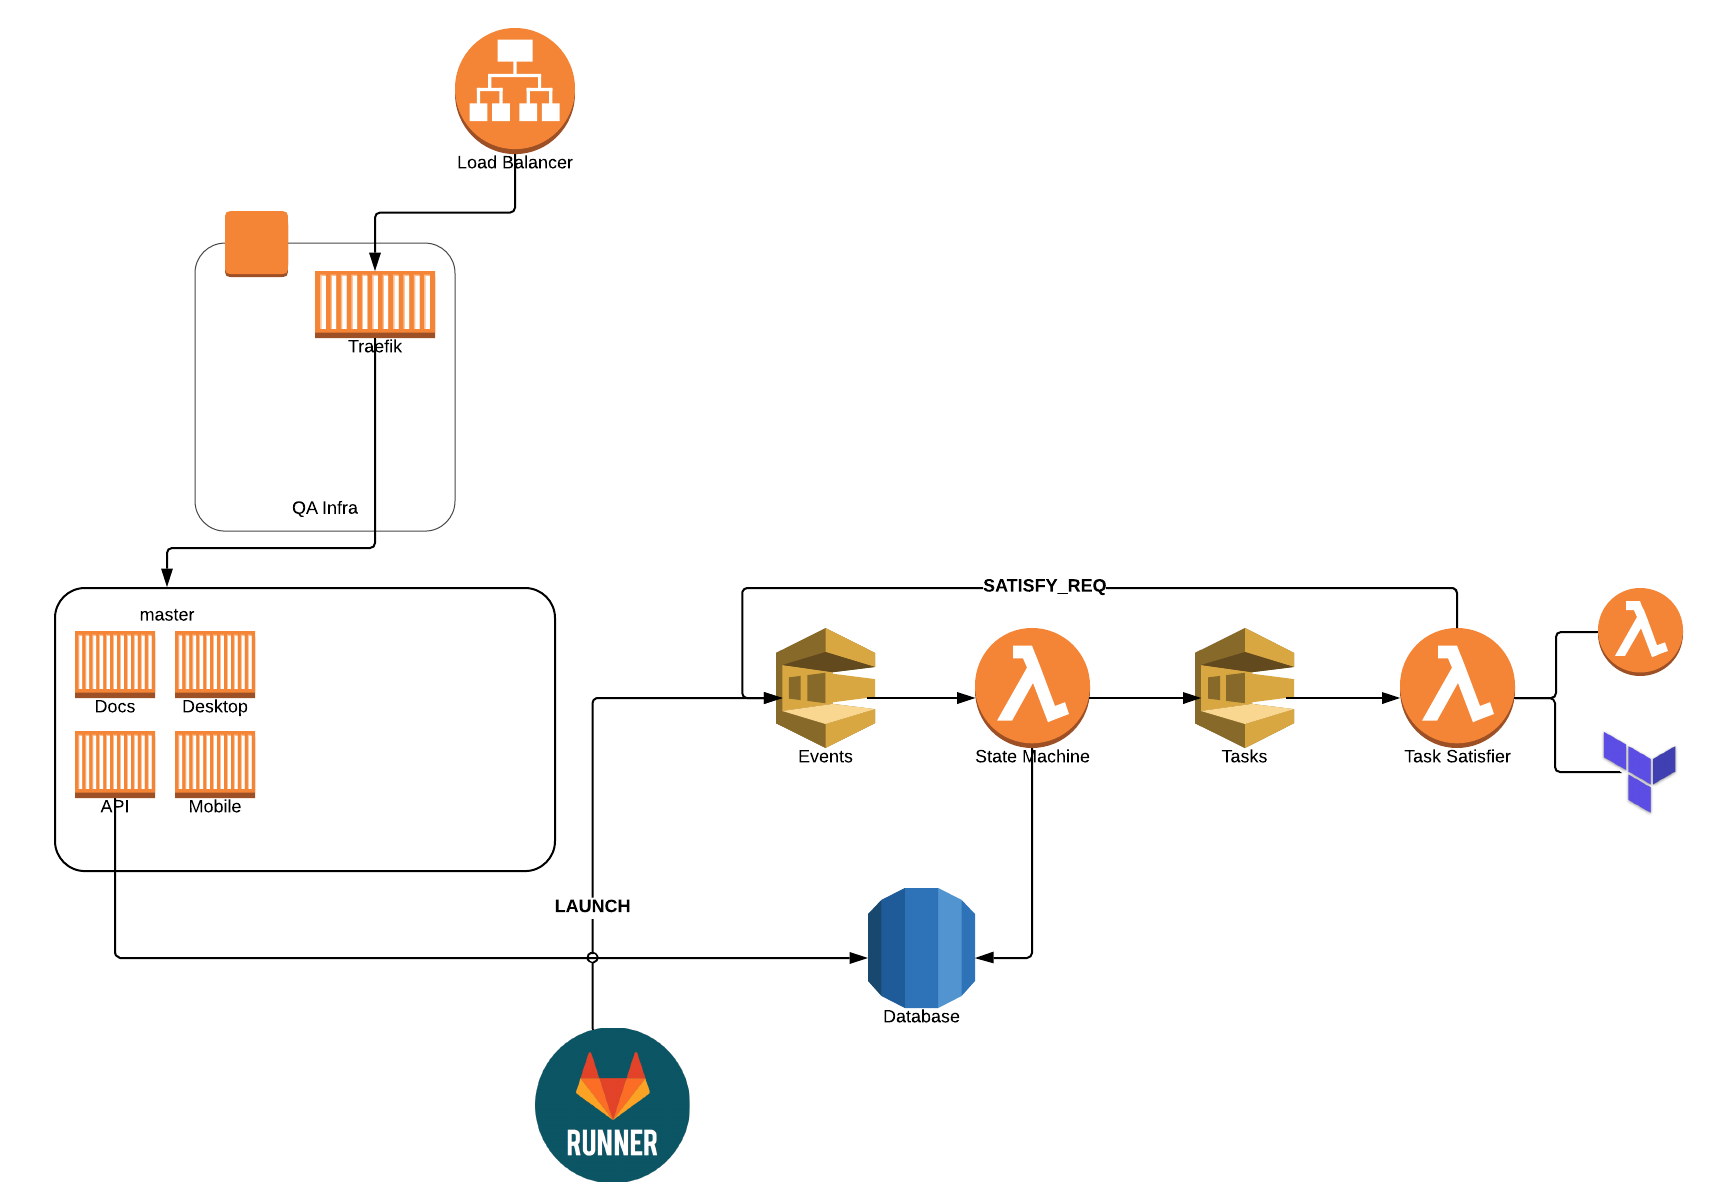 Load Balancer
Traefik
QA Infra
master
Docs
Desktop
API
Mobile
SATISFY_REQ
Events
State Machine
Tasks
Task Satisfier
LAUNCH
Database
RUNNER